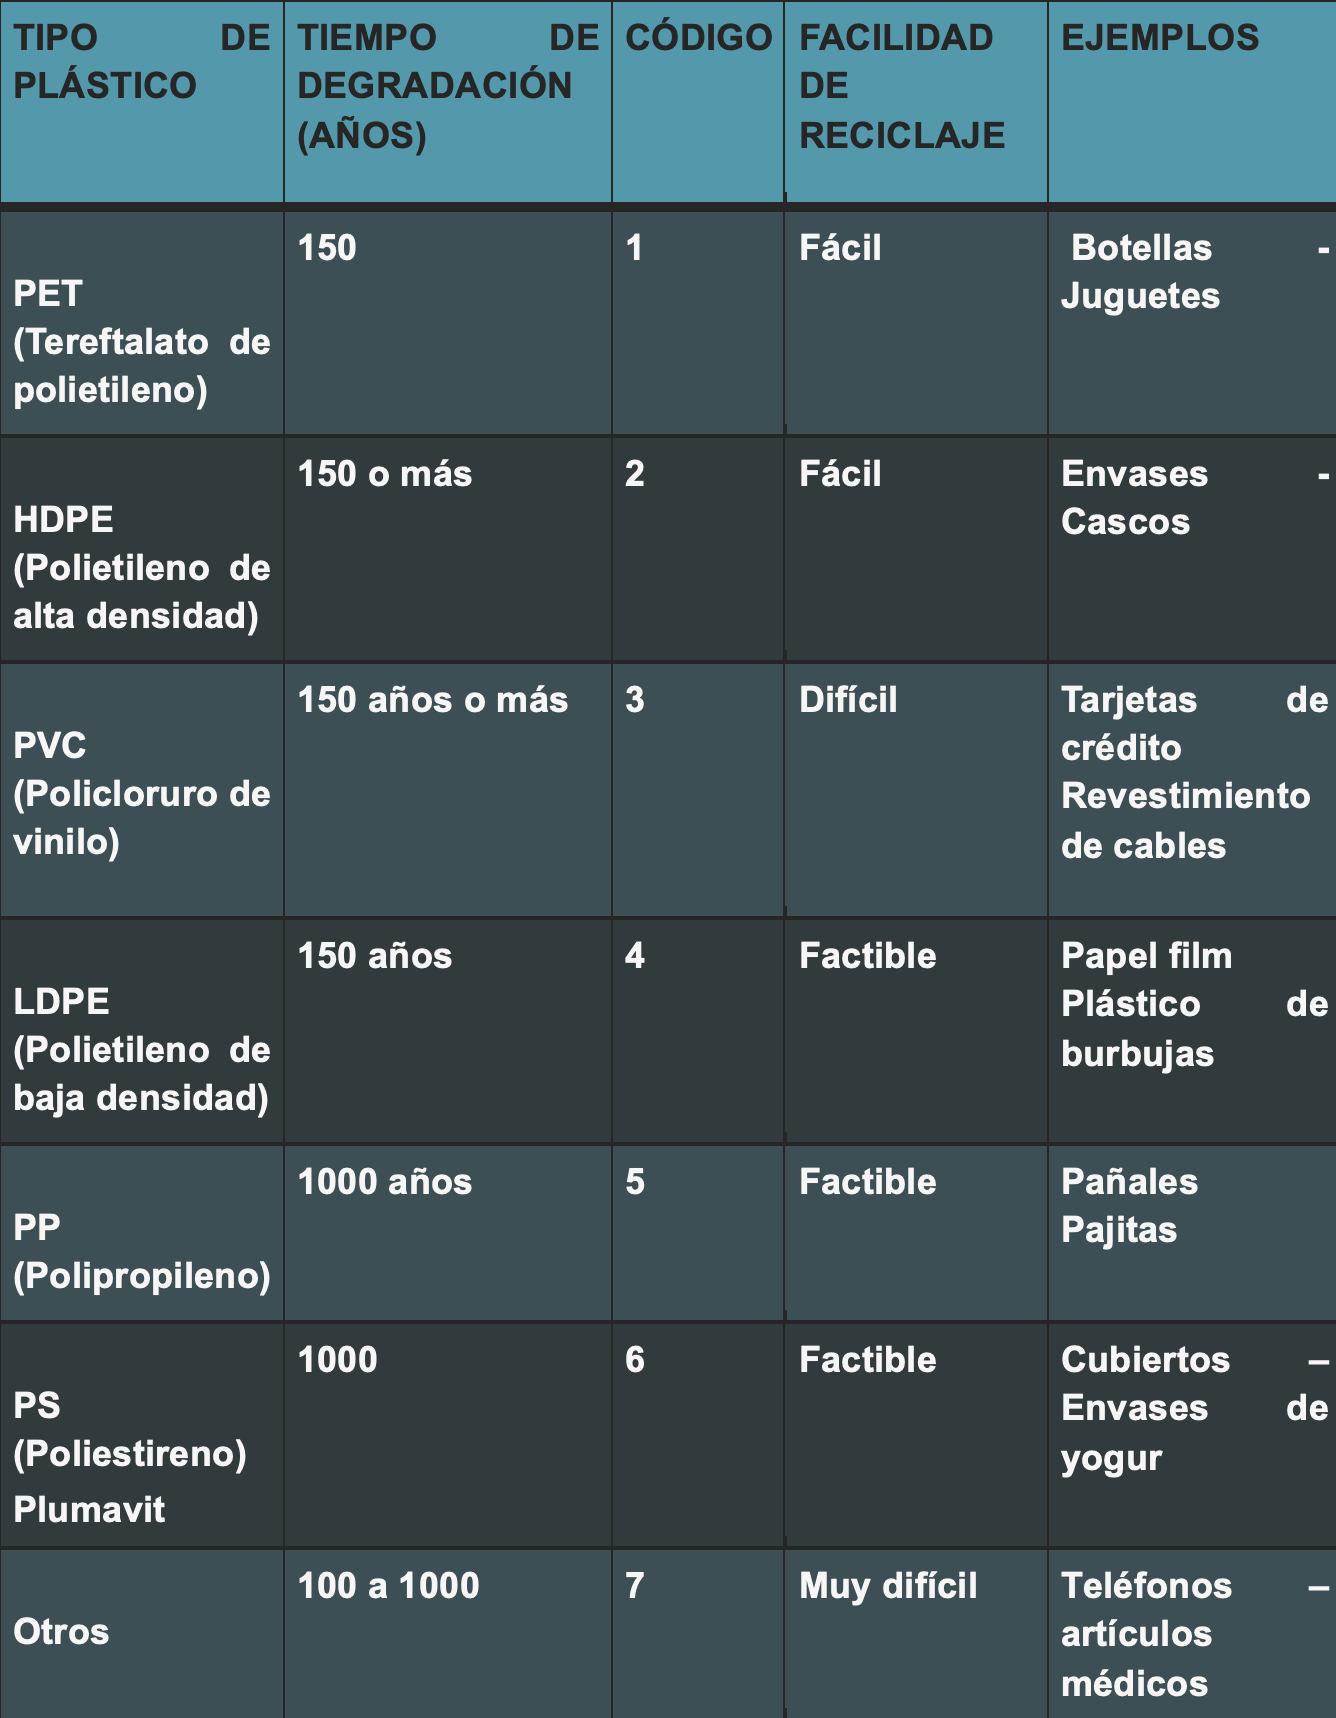 TIPO DE
PLÁSTICO
TIEMPO DE
DEGRADACIÓN
(AÑOS)
CÓDIGO
FACILIDAD
DE
RECICLAJE
EJEMPLOS
PET
(Tereftalato de
polietileno)
150
1
Fácil
Botellas -
Juguetes
HDPE
(Polietileno de
alta densidad)
150 o más
2
Fácil
Envases -
Cascos
PVC
(Policloruro de
vinilo)
150 años o más
3
Difícil
Tarjetas de
crédito
Revestimiento
de cables
LDPE
(Polietileno de
baja densidad)
150 años
4
Factible
Papel film
Plástico de
burbujas
PP
(Polipropileno)
1000 años
5
Factible
Pañales
Pajitas
PS
(Poliestireno)
Plumavit
1000
6
Factible
Cubiertos –
Envases de
yogur
Otros
100 a 1000
7
Muy difícil
Teléfonos –
artículos
médicos